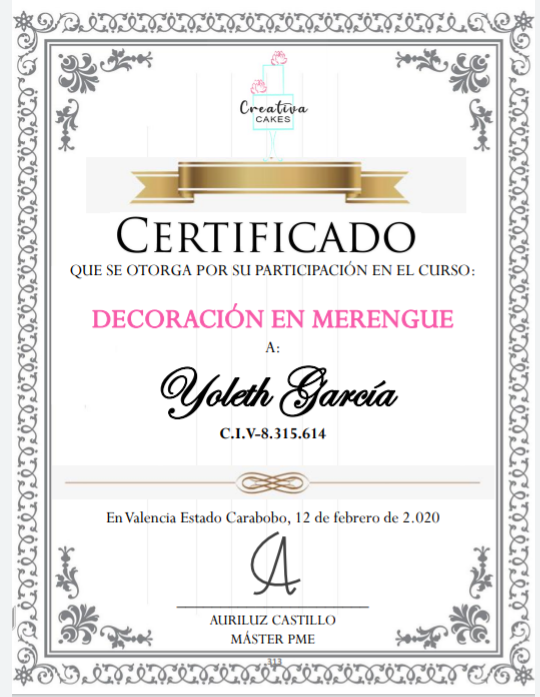 Creativa
CAKES
CERTIFICADO
QUE SE OTORGA POR SU PARTICIPACIÓN EN EL CURSO:
DECORACIÓN EN MERENGUE
A:
Yoleth García
C.I.V-8.315.614
En Valencia Estado Carabobo, 12 de febrero de 2.020
CA
AURILUZ CASTILLO
MÁSTER PME